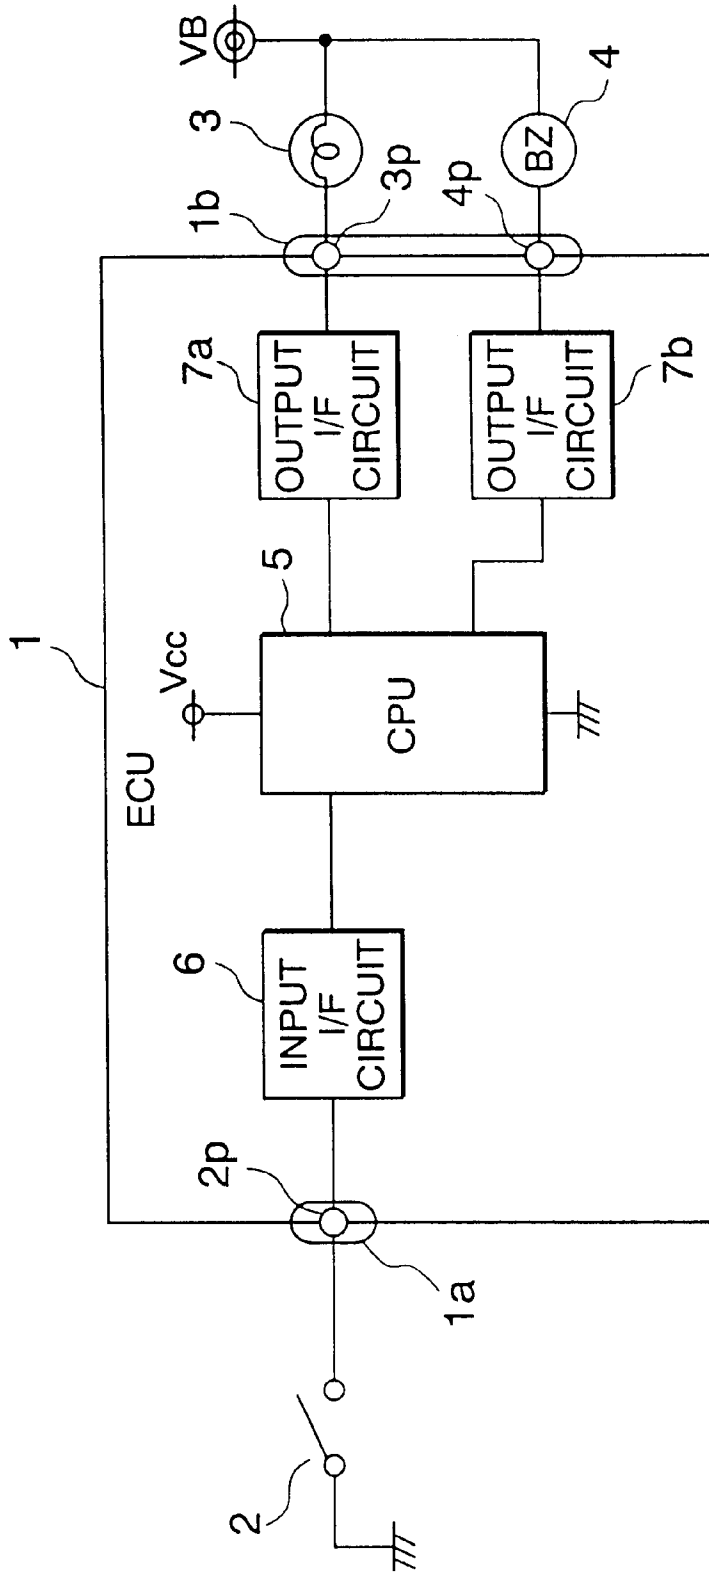 1
ECU
VB
Vcc
3
1b
3p
7a
OUTPUT
I/F
CIRCUIT
5
CPU
6
INPUT
I/F
CIRCUIT
2p
1a
2
4
BZ
4p
OUTPUT
I/F
CIRCUIT
7b